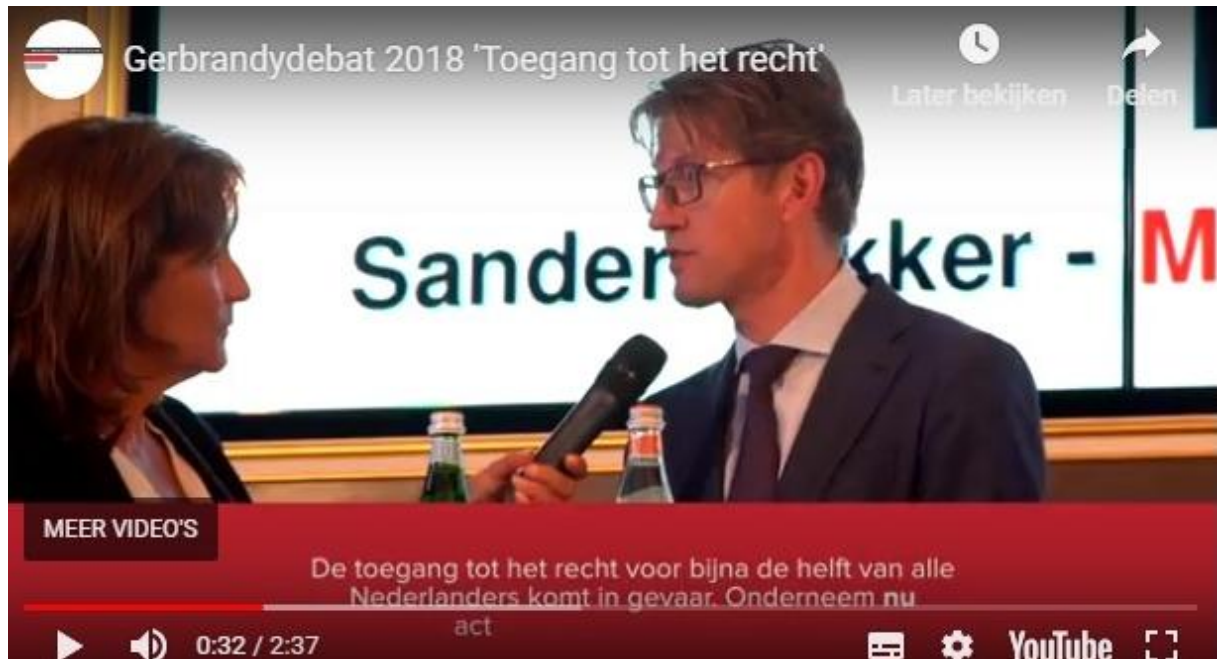 Gerbrandydebat 2018 'Toegang tot het recht'
Later bekijken
Delen
Sander kker - M
MEER VIDEO'S
De toegang tot het recht voor bijna de helft van alle
Nederlanders komt in gevaar. Onderneem nu
act
0:32 / 2:37
YouTube